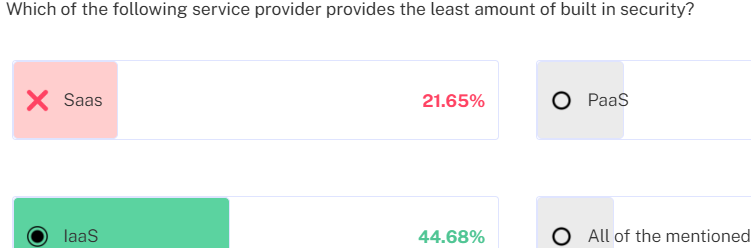 Which of the following service provider provides the least amount of built in security?
Saas 21.65% PaaS
IaaS 44.68% All of the mentioned